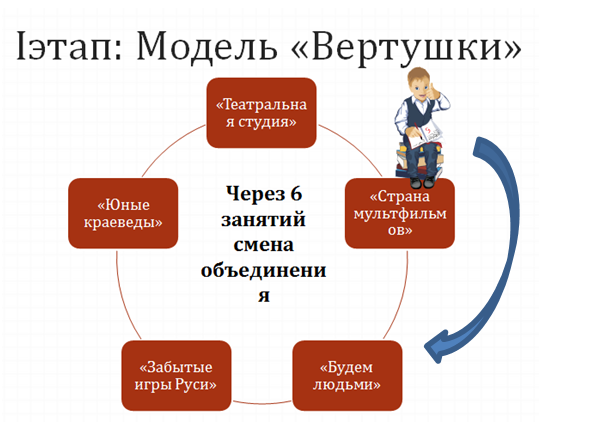 Iэтап: Модель «Вертушки»
«Театральна
я студия»
«Страна
мультфильм
ов»
«Будем
людьми»
«Забытые
игры Руси»
«Юные
краеведы»
Через 6
занятий
смена
объединени
я